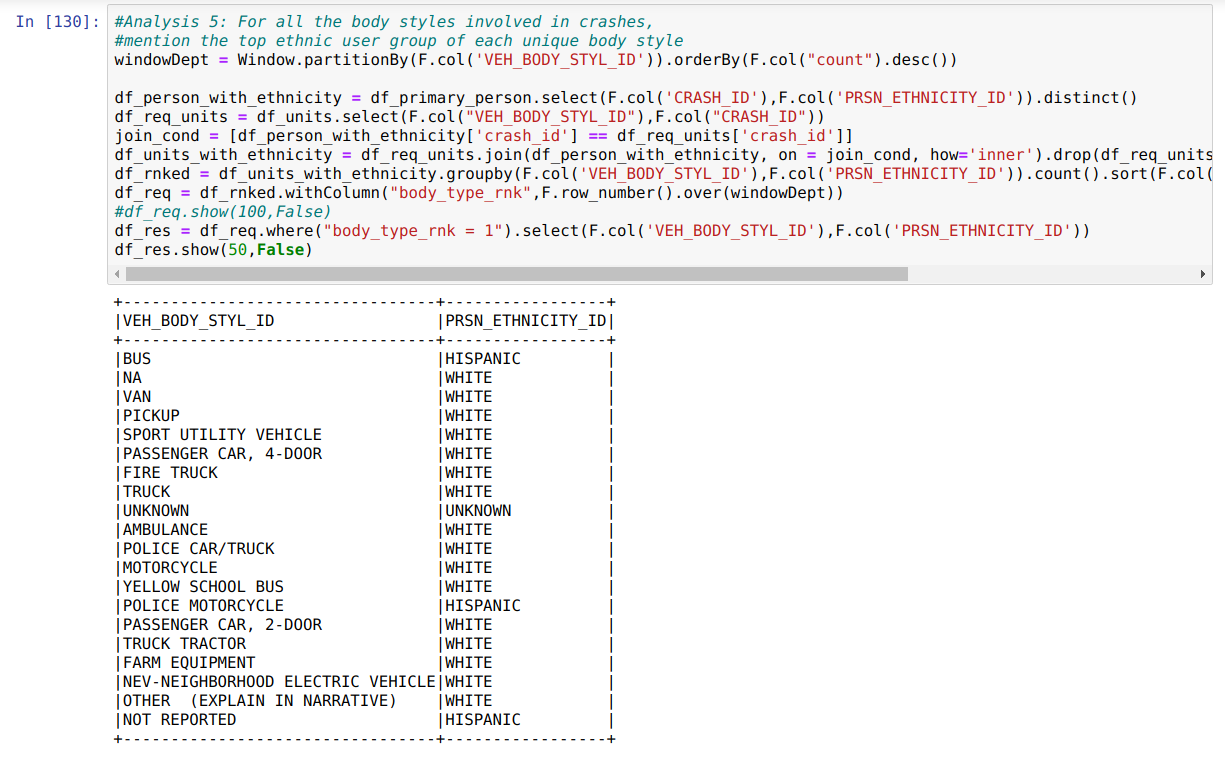 In [130]: #Analysis 5: For all the body styles involved in crashes,
#mention the top ethnic user group of each unique body style
windowDept = Window.partitionBy(F.col('VEH_BODY_STYL_ID')).orderBy(F.col("count").desc())
df_person_with_ethnicity = df_primary_person.select(F.col('CRASH_ID'),F.col('PRSN_ETHNICITY_ID')).distinct()
df_req_units = df_units.select(F.col("VEH_BODY_STYL_ID"),F.col("CRASH_ID"))
join_cond = [df_person_with_ethnicity['crash_id'] == df_req_units['crash_id']]
df_units_with_ethnicity = df_req_units.join(df_person_with_ethnicity, on = join_cond, how='inner').drop(df_req_units
df_rnked = df_units_with_ethnicity.groupby(F.col('VEH_BODY_STYL_ID'),F.col('PRSN_ETHNICITY_ID')).count().sort(F.col(
df_req = df_rnked.withColumn("body_type_rnk",F.row_number().over(windowDept))
#df_req.show(100,False)
df_res = df_req.where("body_type_rnk = 1").select(F.col('VEH_BODY_STYL_ID'),F.col('PRSN_ETHNICITY_ID'))
df_res.show(50,False)
+---------------------------------+-----------------+
|VEH_BODY_STYL_ID                 |PRSN_ETHNICITY_ID|
+---------------------------------+-----------------+
|BUS                              |HISPANIC         |
|NA                               |WHITE            |
|VAN                              |WHITE            |
|PICKUP                           |WHITE            |
|SPORT UTILITY VEHICLE            |WHITE            |
|PASSENGER CAR, 4-DOOR            |WHITE            |
|FIRE TRUCK                       |WHITE            |
|TRUCK                            |WHITE            |
|UNKNOWN                          |UNKNOWN          |
|AMBULANCE                        |WHITE            |
|POLICE CAR/TRUCK                 |WHITE            |
|MOTORCYCLE                       |WHITE            |
|YELLOW SCHOOL BUS                |WHITE            |
|POLICE MOTORCYCLE                |HISPANIC         |
|PASSENGER CAR, 2-DOOR            |WHITE            |
|TRUCK TRACTOR                    |WHITE            |
|FARM EQUIPMENT                   |WHITE            |
|NEV-NEIGHBORHOOD ELECTRIC VEHICLE|WHITE            |
|OTHER  (EXPLAIN IN NARRATIVE)    |WHITE            |
|NOT REPORTED                     |HISPANIC         |
+---------------------------------+-----------------+